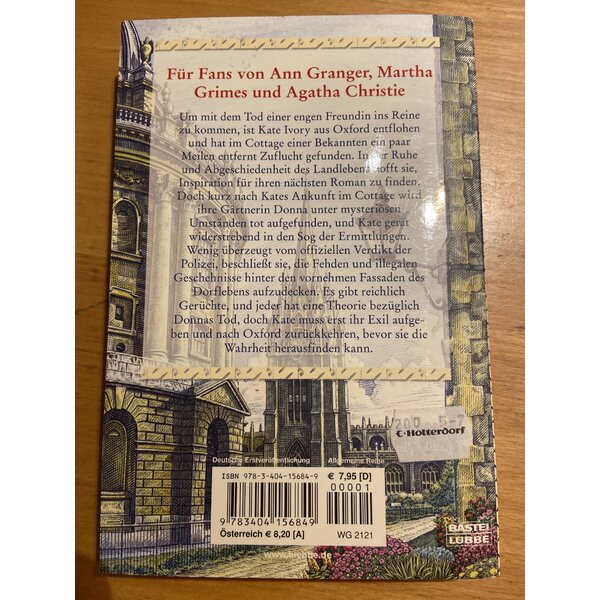 Für Fans von Ann Granger, Martha
Grimes und Agatha Christie
Um mit dem Tod einer engen Freundin ins Reine
zu kommen, ist Kate Ivory aus Oxford entflohen
und hat im Cottage einer Bekannten ein paar
Meilen entfernt Zuflucht gefunden. In der Ruhe
und Abgeschiedenheit des Landlebens hofft sie,
Inspiration für ihren nächsten Roman zu finden.
Doch kurz nach Kates Ankunft im Cottage wird
ihre Gärtnerin Donna unter mysteriösen
Umständen tot aufgefunden, und Kate gerät
widerstrebend in den Sog der Ermittlungen.
Wenig überzeugt vom offiziellen Verdikt der
Polizei, beschließt sie, die Fehden und illegalen
Geschehnisse hinter den vornehmen Fassaden des
Dorflebens aufzudecken. Es gibt reichlich
Gerüchte, und jeder hat eine Theorie bezüglich
Donnas Tod, doch Kate muss erst ihr Exil aufge-
ben und nach Oxford zurückkehren, bevor sie die
Wahrheit herausfinden kann.
Deutsche Erstveröffentlichung Allgemeine Reihe
ISBN 978-3-404-15684-9 € 7,95 [D]
00001
9 783404 156849
Österreich € 8,20 [A] WG 2121
www.luebbe.de
BASTEI
LÜBBE